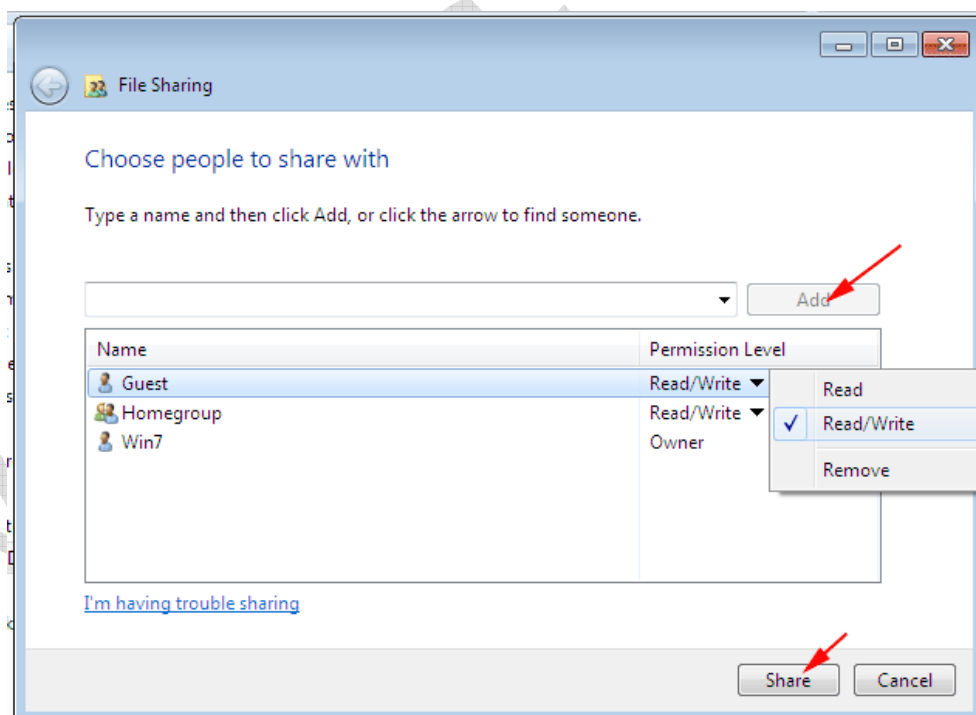 File Sharing
Choose people to share with
Type a name and then click Add, or click the arrow to find someone.
Add
Name Permission Level
Guest Read/Write
Homegroup Read/Write
Win7 Owner
Read
Read/Write
Remove
I'm having trouble sharing
Share Cancel